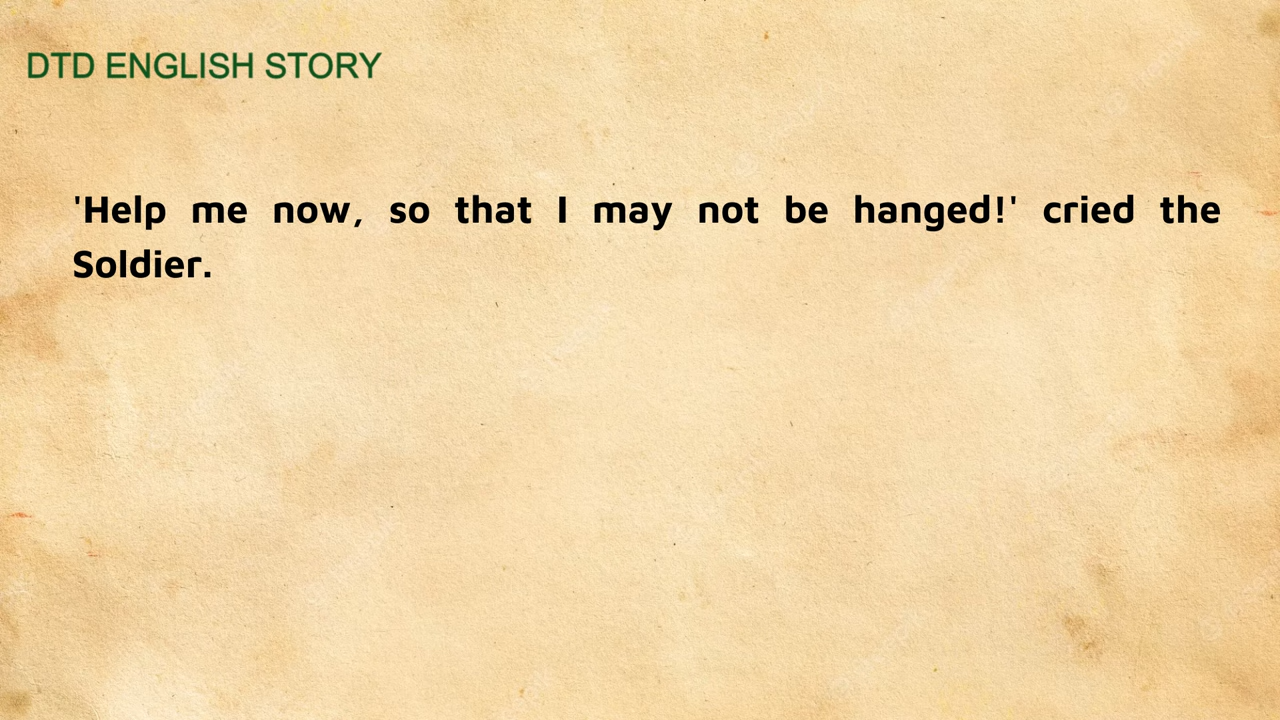 DTD ENGLISH STORY
'Help me now, so that I may not be hanged!' cried the
Soldier.